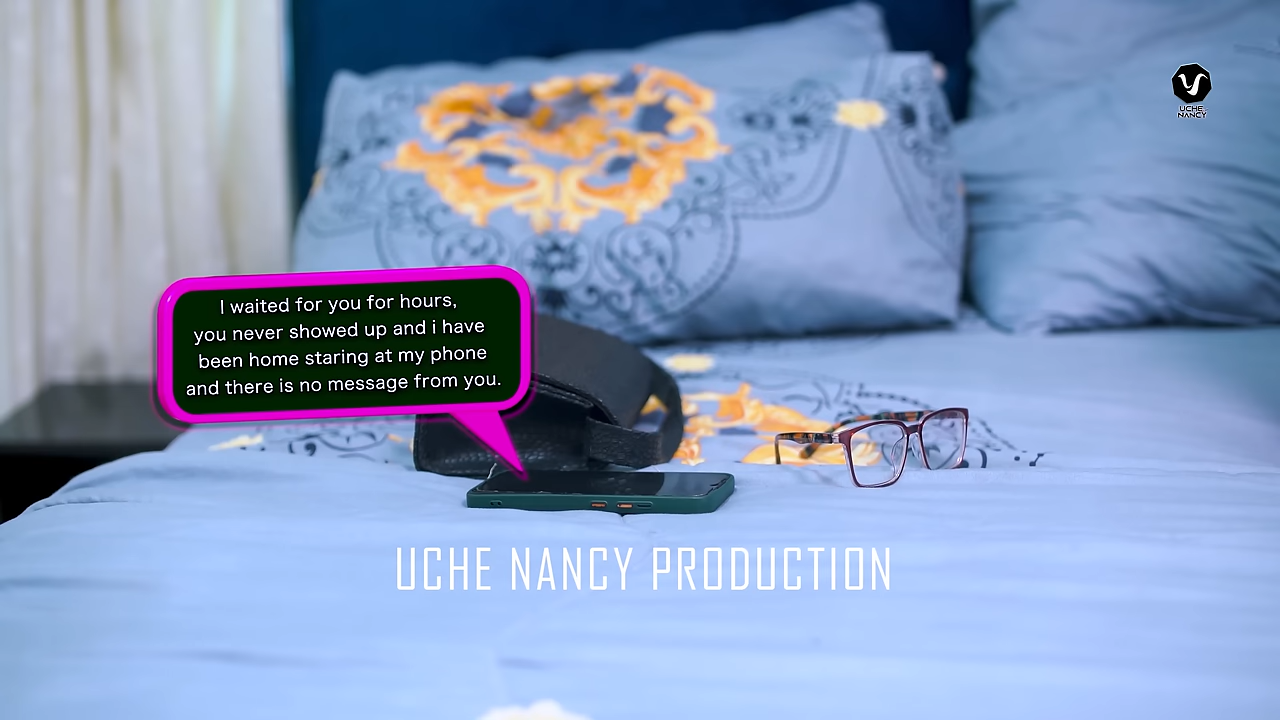 UCHE
NANCY
I waited for you for hours,
you never showed up and i have
been home staring at my phone
and there is no message from you.
UCHE NANCY PRODUCTION